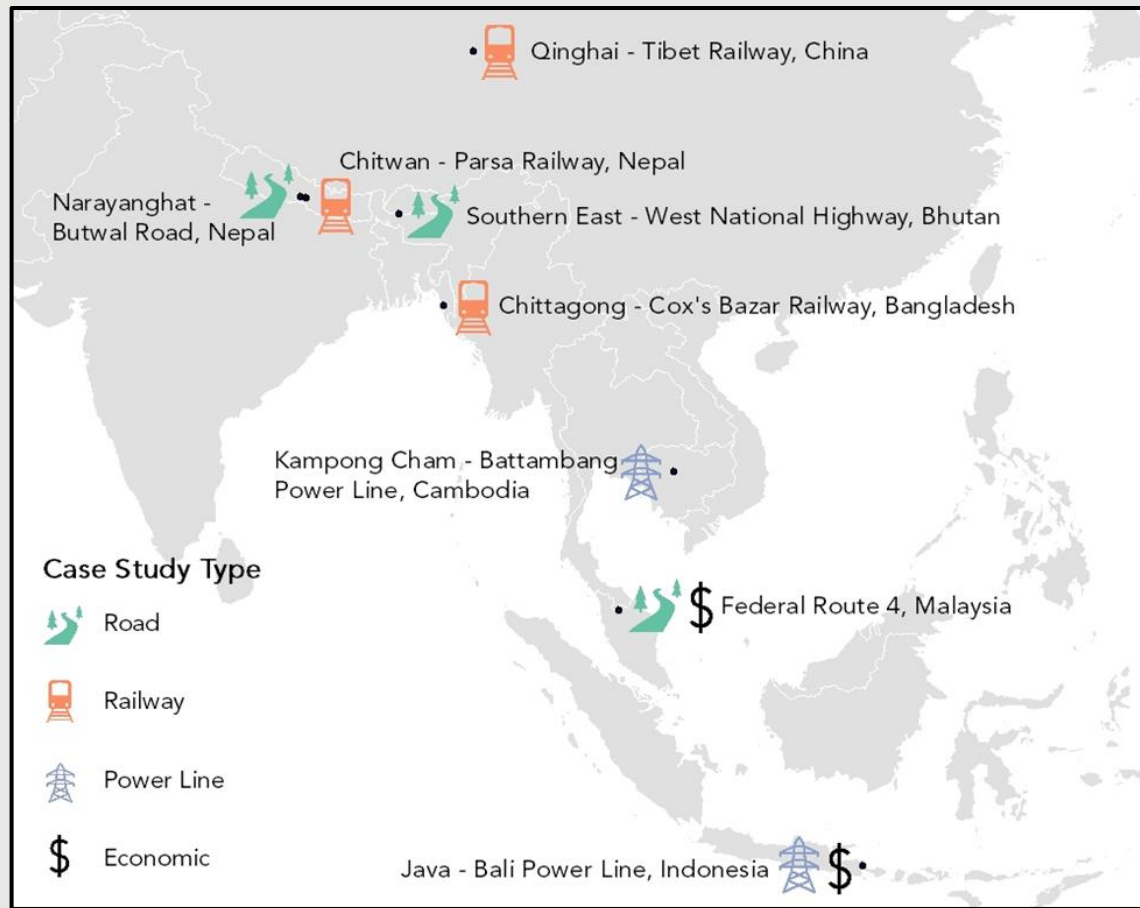 Qinghai - Tibet Railway, China
Chitwan - Parsa Railway, Nepal
Narayanghat -
Butwal Road, Nepal
Southern East - West National Highway, Bhutan
Chittagong - Cox's Bazar Railway, Bangladesh
Kampong Cham - Battambang
Power Line, Cambodia
Case Study Type
Road
Railway
Power Line
$ Economic
$ Federal Route 4, Malaysia
Java - Bali Power Line, Indonesia $